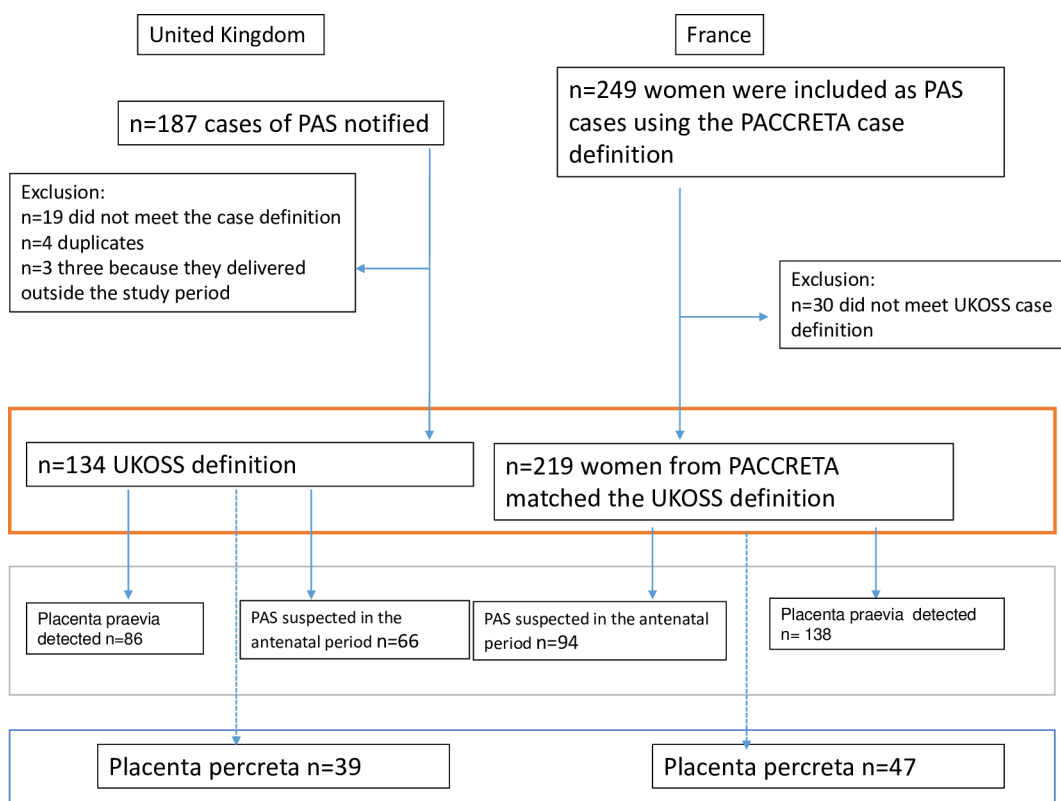 United Kingdom
France
n=187 cases of PAS notified
n=249 women were included as PAS
cases using the PACCRETA case
definition
Exclusion:
n=19 did not meet the case definition
n=4 duplicates
n=3 three because they delivered
outside the study period
Exclusion:
n=30 did not meet UKOSS case
definition
n=134 UKOSS definition
n=219 women from PACCRETA
matched the UKOSS definition
Placenta praevia
detected n=86
PAS suspected in the
antenatal period n=66
PAS suspected in the antenatal
period n=94
Placenta praevia  detected
n= 138
Placenta percreta n=39
Placenta percreta n=47